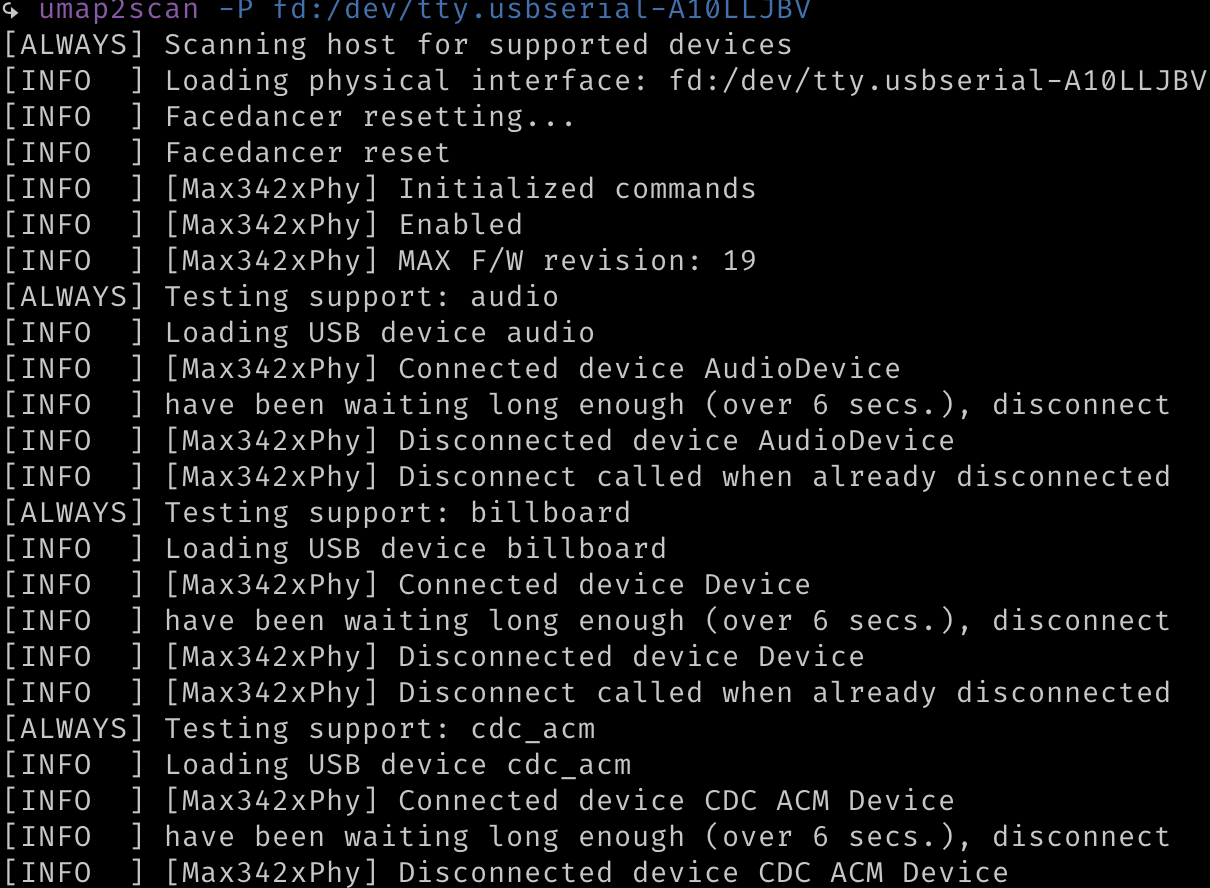 ↪ umap2scan -P fd:/dev/tty.usbserial-A10LLJBV
[ALWAYS] Scanning host for supported devices
[INFO  ] Loading physical interface: fd:/dev/tty.usbserial-A10LLJBV
[INFO  ] Facedancer resetting...
[INFO  ] Facedancer reset
[INFO  ] [Max342xPhy] Initialized commands
[INFO  ] [Max342xPhy] Enabled
[INFO  ] [Max342xPhy] MAX F/W revision: 19
[ALWAYS] Testing support: audio
[INFO  ] Loading USB device audio
[INFO  ] [Max342xPhy] Connected device AudioDevice
[INFO  ] have been waiting long enough (over 6 secs.), disconnect
[INFO  ] [Max342xPhy] Disconnected device AudioDevice
[INFO  ] [Max342xPhy] Disconnect called when already disconnected
[ALWAYS] Testing support: billboard
[INFO  ] Loading USB device billboard
[INFO  ] [Max342xPhy] Connected device Device
[INFO  ] have been waiting long enough (over 6 secs.), disconnect
[INFO  ] [Max342xPhy] Disconnected device Device
[INFO  ] [Max342xPhy] Disconnect called when already disconnected
[ALWAYS] Testing support: cdc_acm
[INFO  ] Loading USB device cdc_acm
[INFO  ] [Max342xPhy] Connected device CDC ACM Device
[INFO  ] have been waiting long enough (over 6 secs.), disconnect
[INFO  ] [Max342xPhy] Disconnected device CDC ACM Device